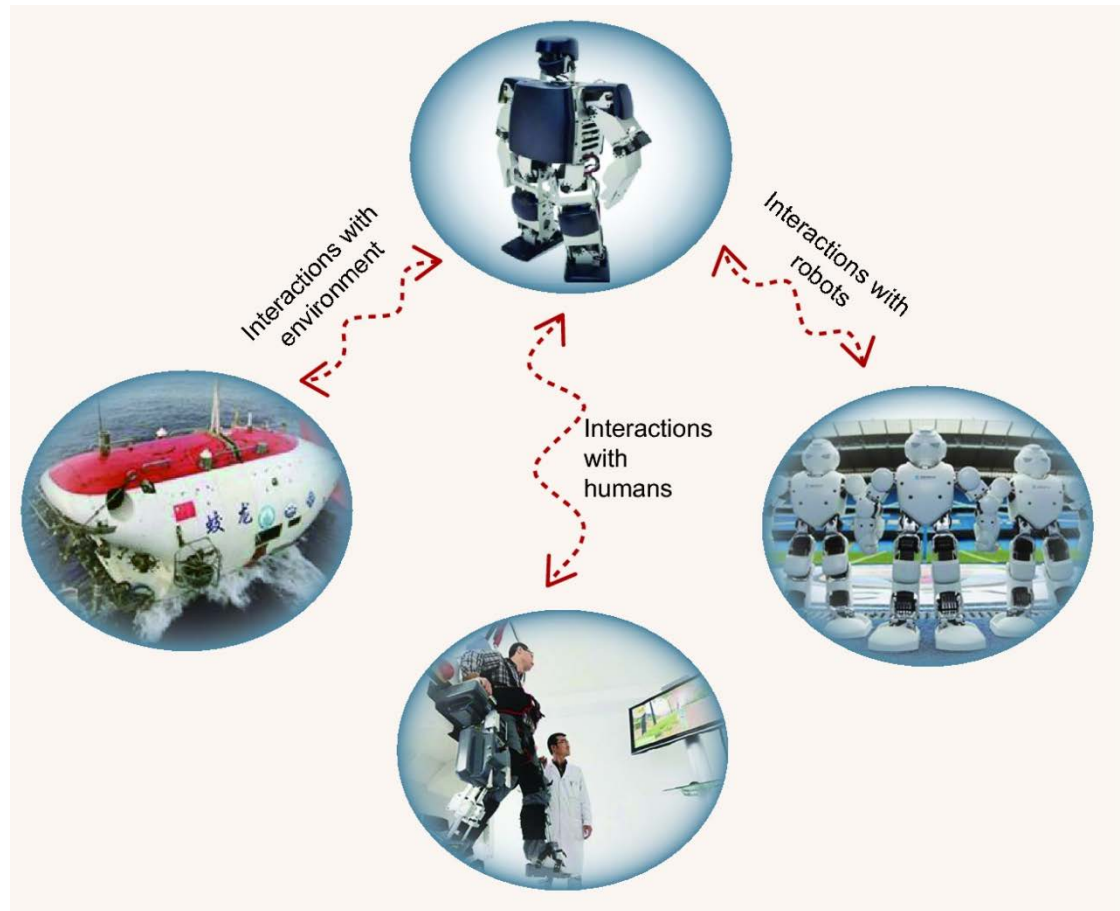 Interactions with
environment
Interactions with
robots
Interactions
with
humans
蛟龙